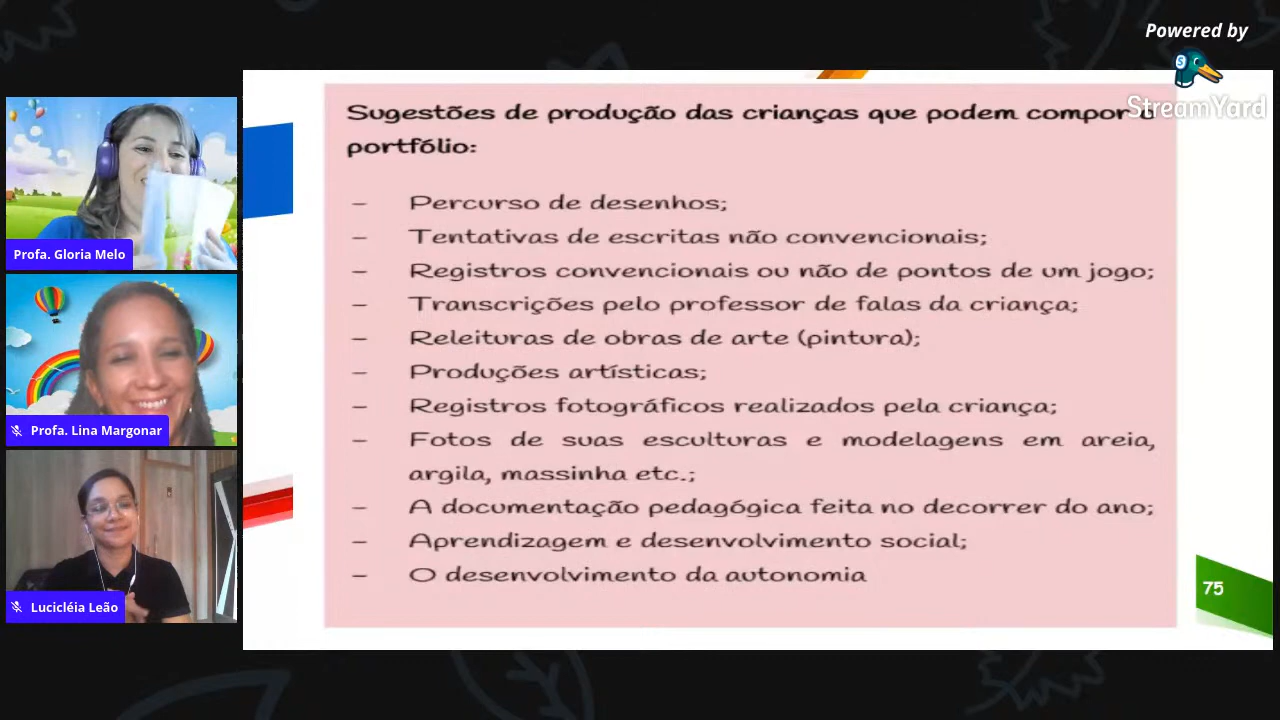 Powered by
StreamYard
Profa. Gloria Melo
Profa. Lina Margonar
Lucicléia Leão
Sugestões de produção das crianças que podem compor o
portfólio:
– Percurso de desenhos;
– Tentativas de escritas não convencionais;
– Registros convencionais ou não de pontos de um jogo;
– Transcrições pelo professor de falas da criança;
– Releituras de obras de arte (pintura);
– Produções artísticas;
– Registros fotográficos realizados pela criança;
– Fotos de suas esculturas e modelagens em areia,
argila, massinha etc.;
– A documentação pedagógica feita no decorrer do ano;
– Aprendizagem e desenvolvimento social;
– O desenvolvimento da autonomia
75